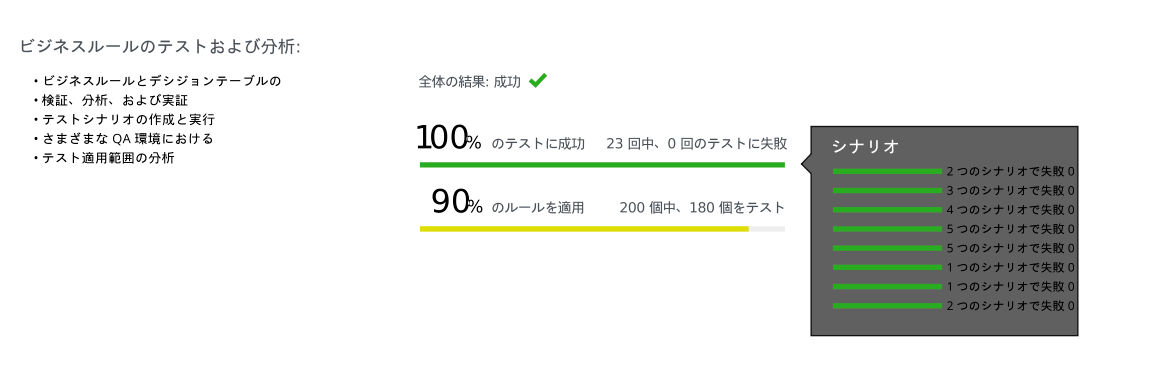 ビジネスルールのテストおよび分析:
• ビジネスルールとデシジョンテーブルの
• 検証、分析、および実証
• テストシナリオの作成と実行
• さまざまな QA 環境における
• テスト適用範囲の分析
全体の結果: 成功
100% のテストに成功 23 回中、0 回のテストに失敗
90% のルールを適用 200 個中、180 個をテスト
シナリオ
2 つのシナリオで失敗 0
3 つのシナリオで失敗 0
4 つのシナリオで失敗 0
5 つのシナリオで失敗 0
5 つのシナリオで失敗 0
1 つのシナリオで失敗 0
1 つのシナリオで失敗 0
2 つのシナリオで失敗 0